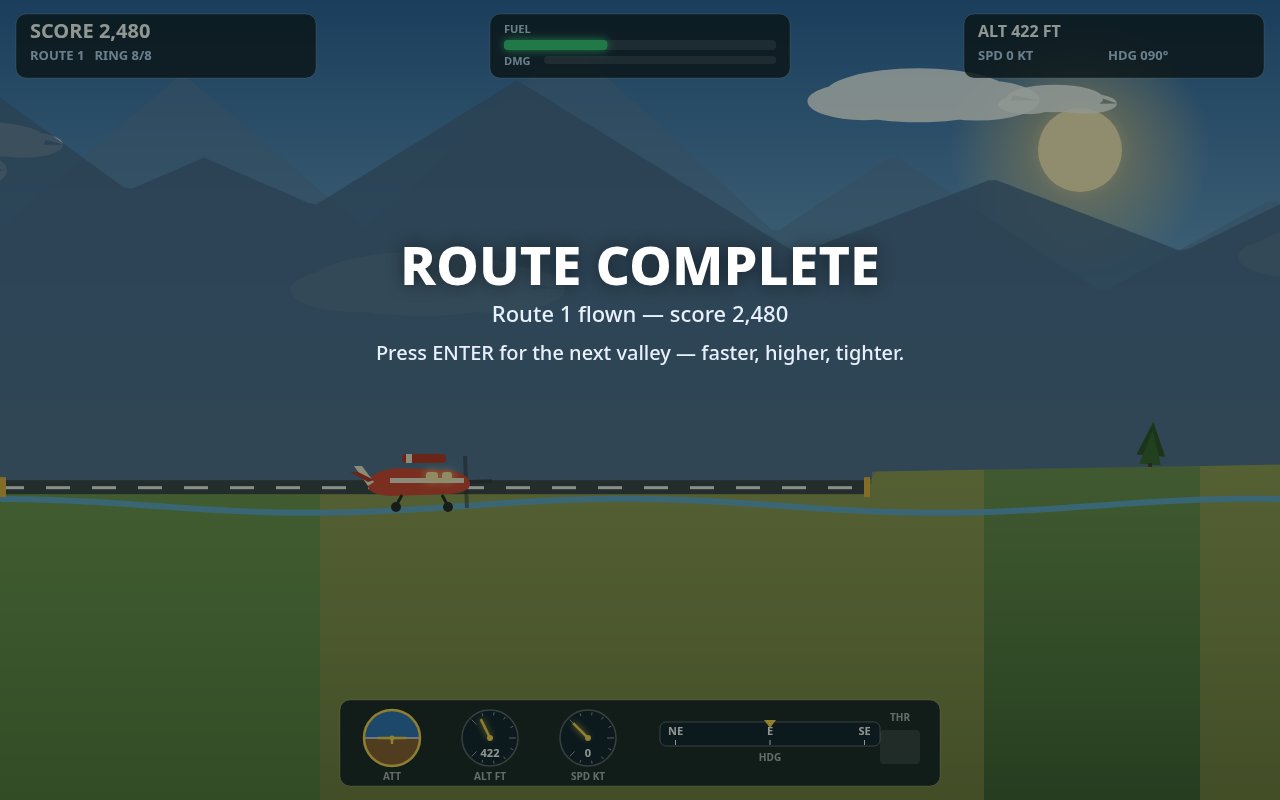 SCORE 2,480
ROUTE 1 RING 8/8
FUEL
DMG
ALT 422 FT
SPD 0 KT HDG 090°
ROUTE COMPLETE
Route 1 flown — score 2,480
Press ENTER for the next valley — faster, higher, tighter.
ATT
422
ALT FT
0
SPD KT
NE E SE
HDG
THR